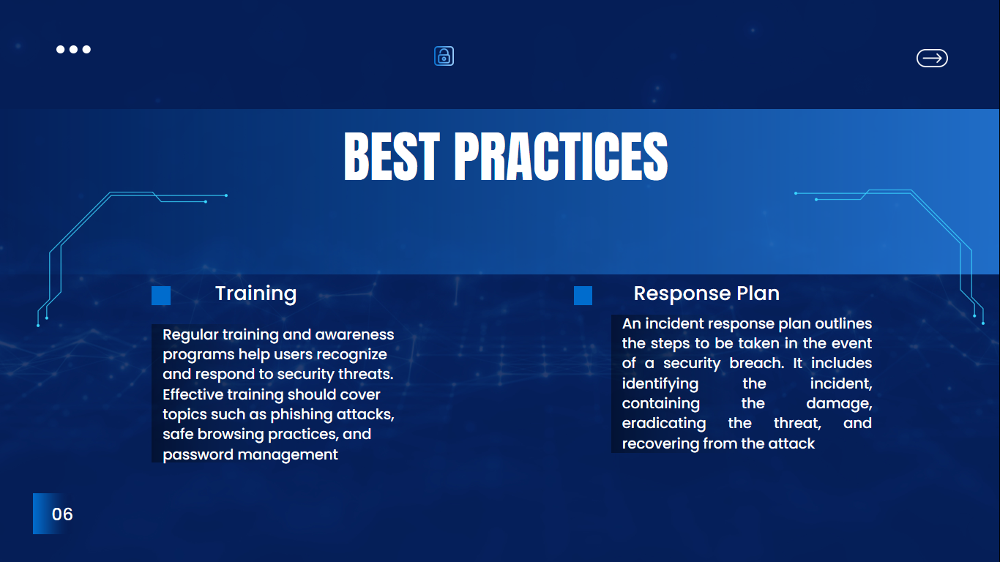 BEST PRACTICES
Training
Regular training and awareness
programs help users recognize
and respond to security threats.
Effective training should cover
topics such as phishing attacks,
safe browsing practices, and
password management
Response Plan
An incident response plan outlines
the steps to be taken in the event
of a security breach. It includes
identifying the incident,
containing the damage,
eradicating the threat, and
recovering from the attack
06